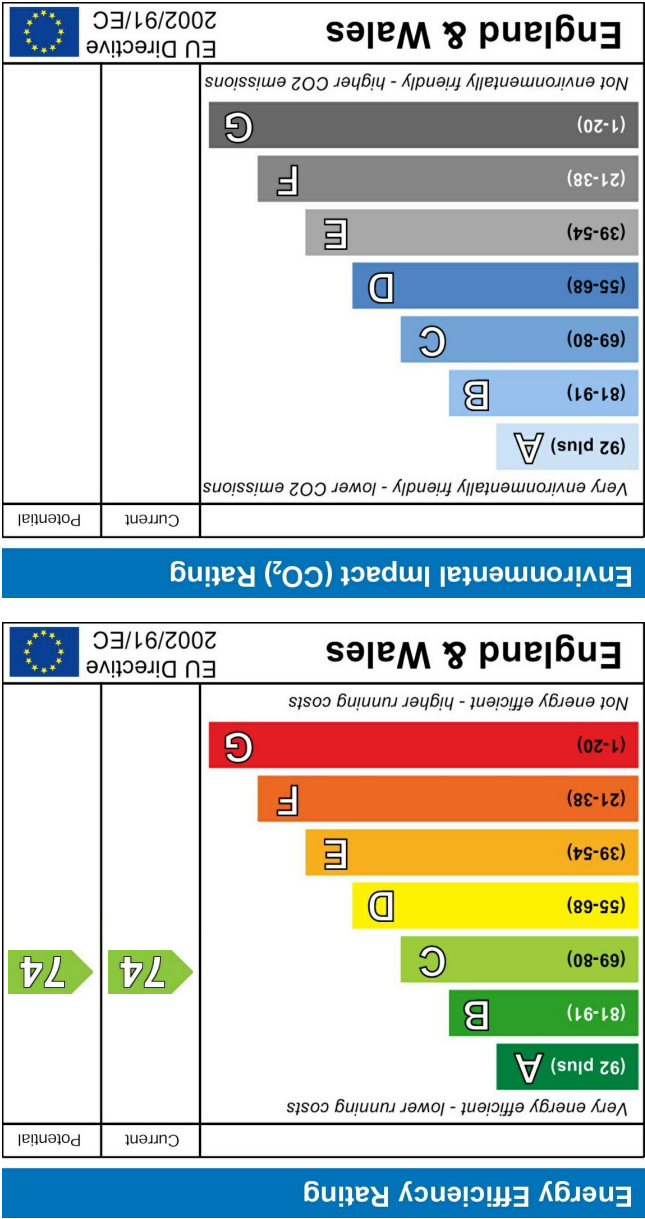 Energy Efficiency Rating
Current Potential
Very energy efficient - lower running costs
(92 plus) A
(81-91) B
(69-80) C
74 74
(55-68) D
(39-54) E
(21-38) F
(1-20) G
Not energy efficient - higher running costs
England & Wales
EU Directive
2002/91/EC
Environmental Impact (CO₂) Rating
Current Potential
Very environmentally friendly - lower CO2 emissions
(92 plus) A
(81-91) B
(69-80) C
(55-68) D
(39-54) E
(21-38) F
(1-20) G
Not environmentally friendly - higher CO2 emissions
England & Wales
EU Directive
2002/91/EC